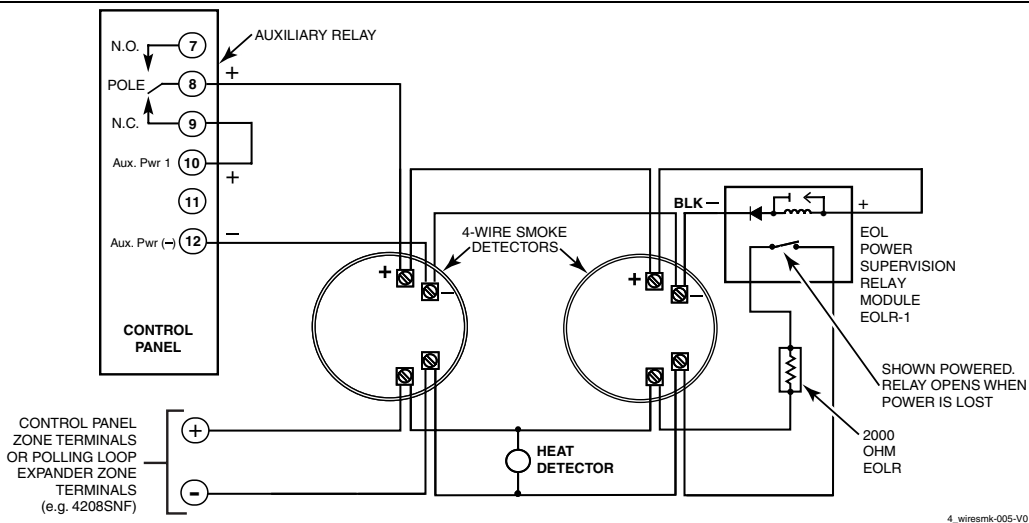 AUXILIARY RELAY
N.O.
7
+
POLE
8
N.C.
9
Aux. Pwr 1
10
+
11
Aux. Pwr (−)
12
−
CONTROL
PANEL
4-WIRE SMOKE
DETECTORS
+
−
+
−
BLK −
+
EOL
POWER
SUPERVISION
RELAY
MODULE
EOLR-1
SHOWN POWERED.
RELAY OPENS WHEN
POWER IS LOST
2000
OHM
EOLR
HEAT
DETECTOR
CONTROL PANEL
ZONE TERMINALS
OR POLLING LOOP
EXPANDER ZONE
TERMINALS
(e.g. 4208SNF)
+
-
4_wiresmk-005-V0